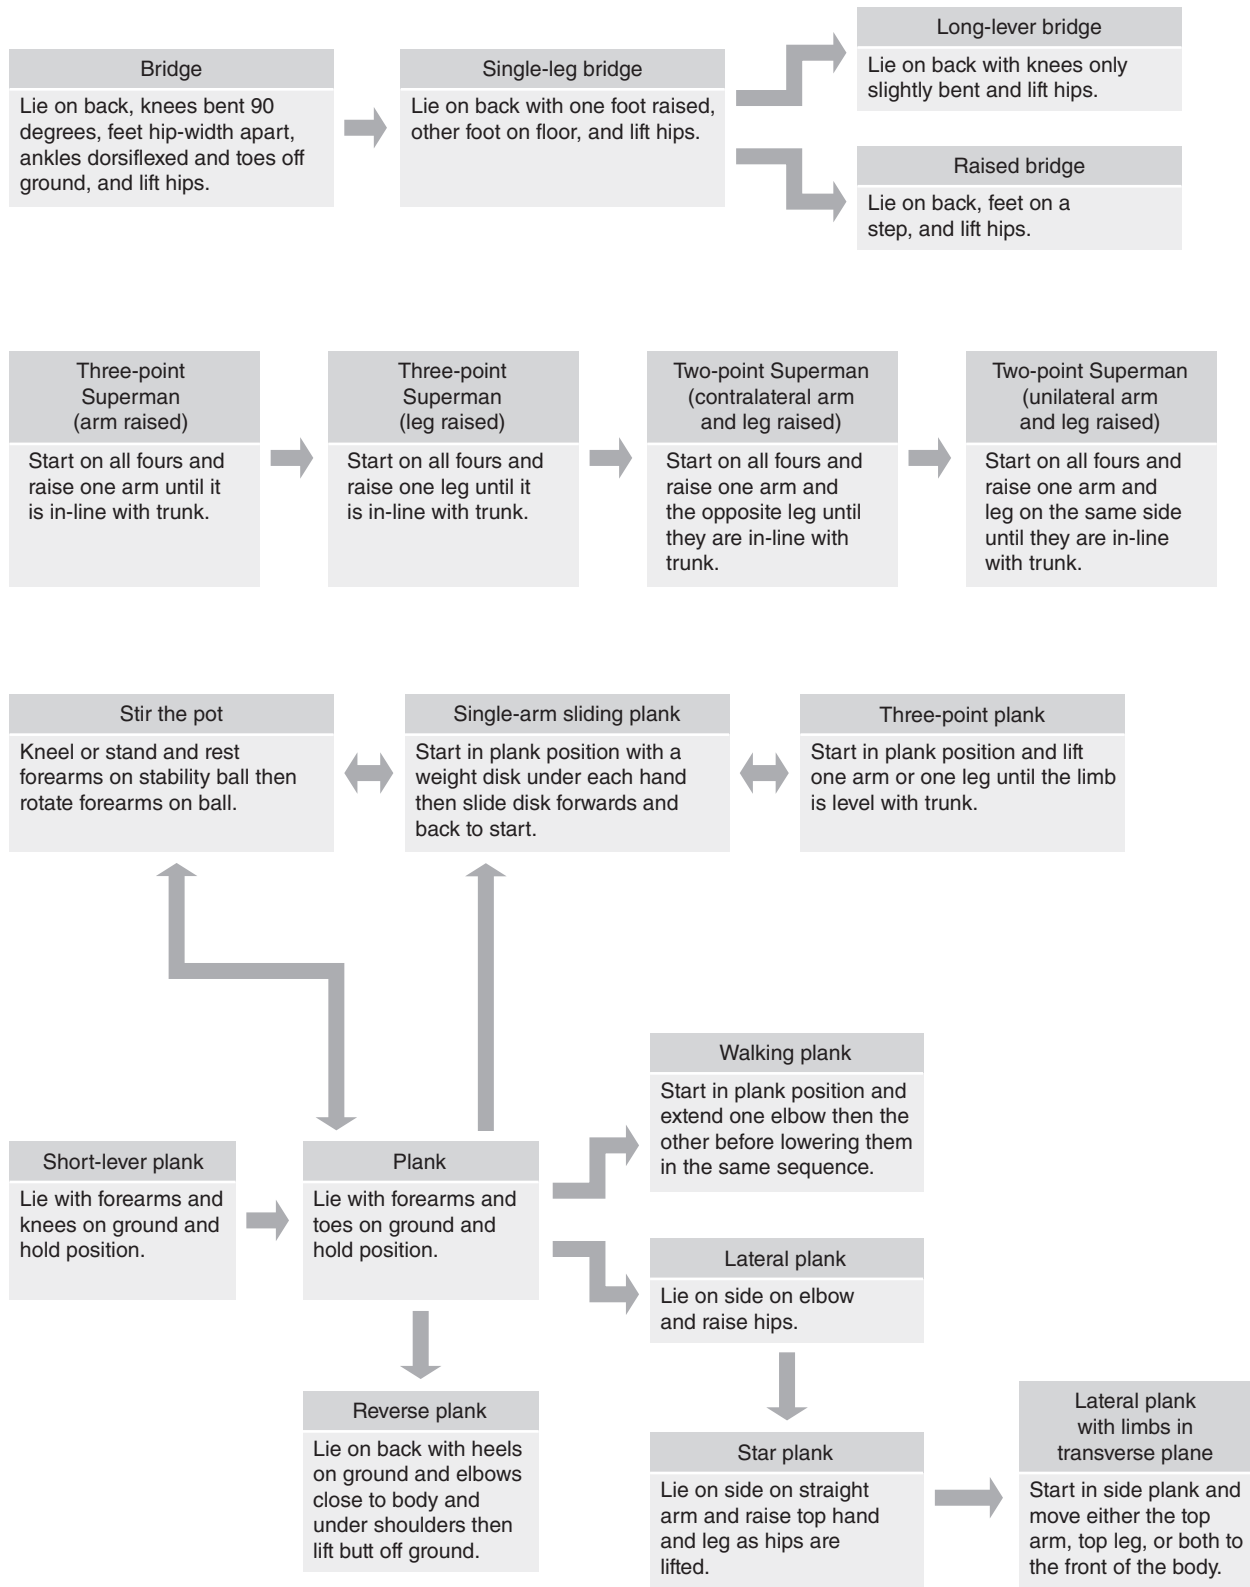 Bridge
Lie on back, knees bent 90
degrees, feet hip-width apart,
ankles dorsiflexed and toes off
ground, and lift hips.
Single-leg bridge
Lie on back with one foot raised,
other foot on floor, and lift hips.
Long-lever bridge
Lie on back with knees only
slightly bent and lift hips.
Raised bridge
Lie on back, feet on a
step, and lift hips.
Three-point
Superman
(arm raised)
Start on all fours and
raise one arm until it
is in-line with trunk.
Three-point
Superman
(leg raised)
Start on all fours and
raise one leg until it
is in-line with trunk.
Two-point Superman
(contralateral arm
and leg raised)
Start on all fours and
raise one arm and
the opposite leg until
they are in-line with
trunk.
Two-point Superman
(unilateral arm
and leg raised)
Start on all fours and
raise one arm and
leg on the same side
until they are in-line
with trunk.
Stir the pot
Kneel or stand and rest
forearms on stability ball then
rotate forearms on ball.
Single-arm sliding plank
Start in plank position with a
weight disk under each hand
then slide disk forwards and
back to start.
Three-point plank
Start in plank position and lift
one arm or one leg until the limb
is level with trunk.
Short-lever plank
Lie with forearms and
knees on ground and
hold position.
Plank
Lie with forearms and
toes on ground and
hold position.
Walking plank
Start in plank position and
extend one elbow then the
other before lowering them
in the same sequence.
Lateral plank
Lie on side on elbow
and raise hips.
Reverse plank
Lie on back with heels
on ground and elbows
close to body and
under shoulders then
lift butt off ground.
Star plank
Lie on side on straight
arm and raise top hand
and leg as hips are
lifted.
Lateral plank
with limbs in
transverse plane
Start in side plank and
move either the top
arm, top leg, or both to
the front of the body.